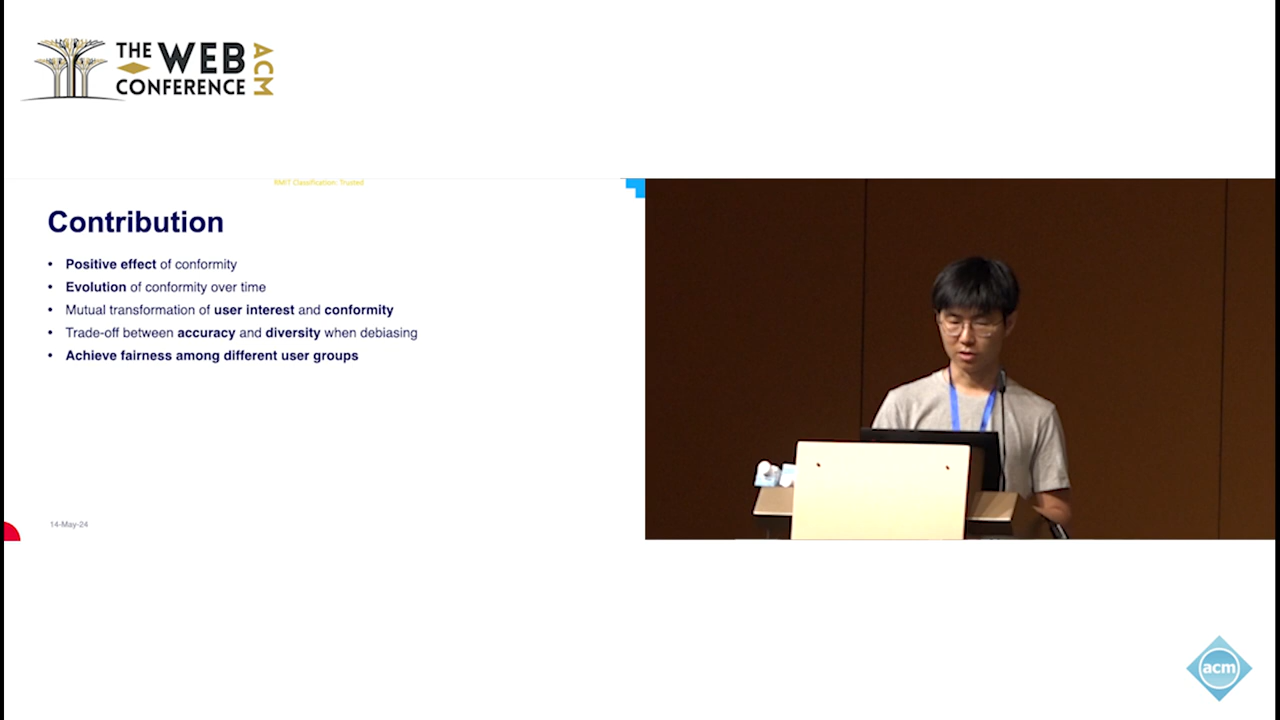 THE WEB
CONFERENCE
ACM
RMIT Classification: Trusted
Contribution
• Positive effect of conformity
• Evolution of conformity over time
• Mutual transformation of user interest and conformity
• Trade-off between accuracy and diversity when debiasing
• Achieve fairness among different user groups
14-May-24
acm